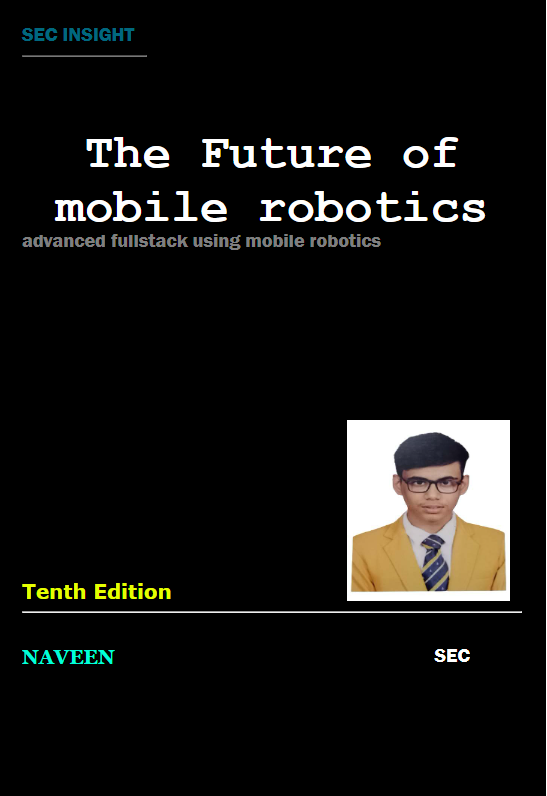 SEC INSIGHT
The Future of
mobile robotics
advanced fullstack using mobile robotics
Tenth Edition
NAVEEN
SEC